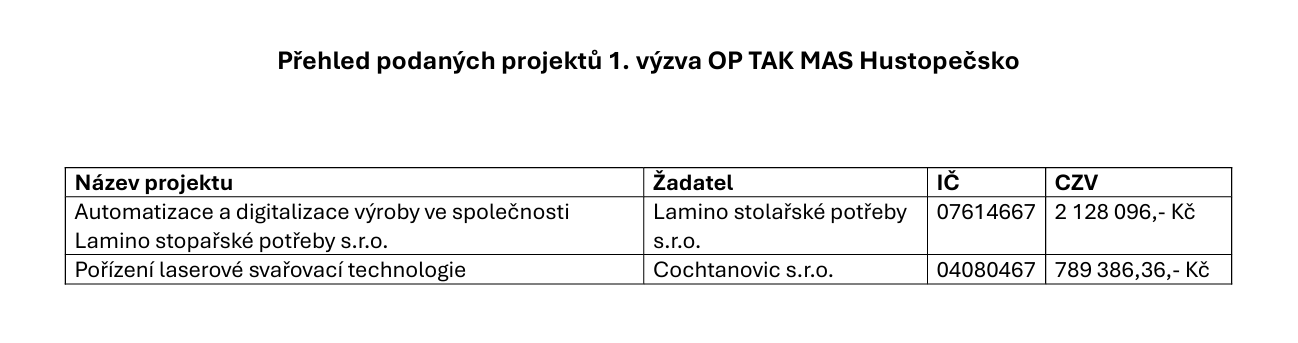 Přehled podaných projektů 1. výzva OP TAK MAS Hustopečsko
Název projektu Žadatel IČ CZV
Automatizace a digitalizace výroby ve společnosti Lamino stolařské potřeby 07614667 2 128 096,- Kč
Lamino stopařské potřeby s.r.o. s.r.o.
Pořízení laserové svařovací technologie Cochtanovic s.r.o. 04080467 789 386,36,- Kč